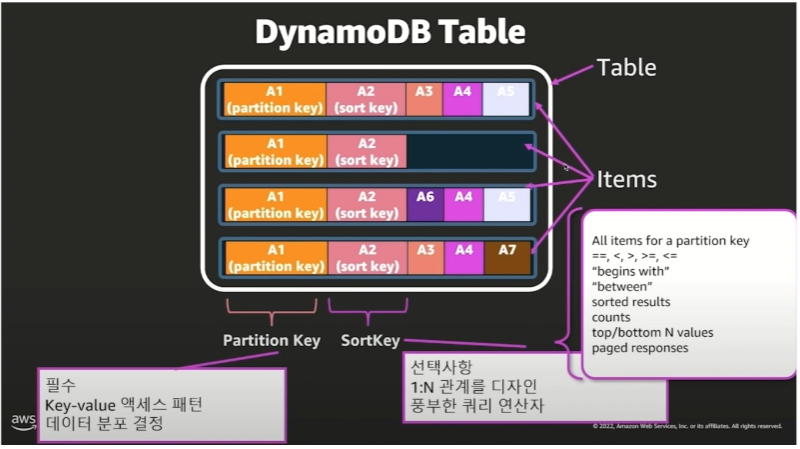 DynamoDB Table
Table
A1 A2 A3 A4 A5
(partition key) (sort key)
A1 A2
(partition key) (sort key)
Items
A1 A2 A6 A4 A5
(partition key) (sort key)
A1 A2 A3 A4 A7
(partition key) (sort key)
All items for a partition key
==, <, >, >=, <=
“begins with”
“between”
sorted results
counts
top/bottom N values
paged responses
Partition Key SortKey
필수
Key-value 액세스 패턴
데이터 분포 결정
선택사항
1:N 관계를 디자인
풍부한 쿼리 연산자
aws
© 2022, Amazon Web Services, Inc. or its affiliates. All rights reserved.